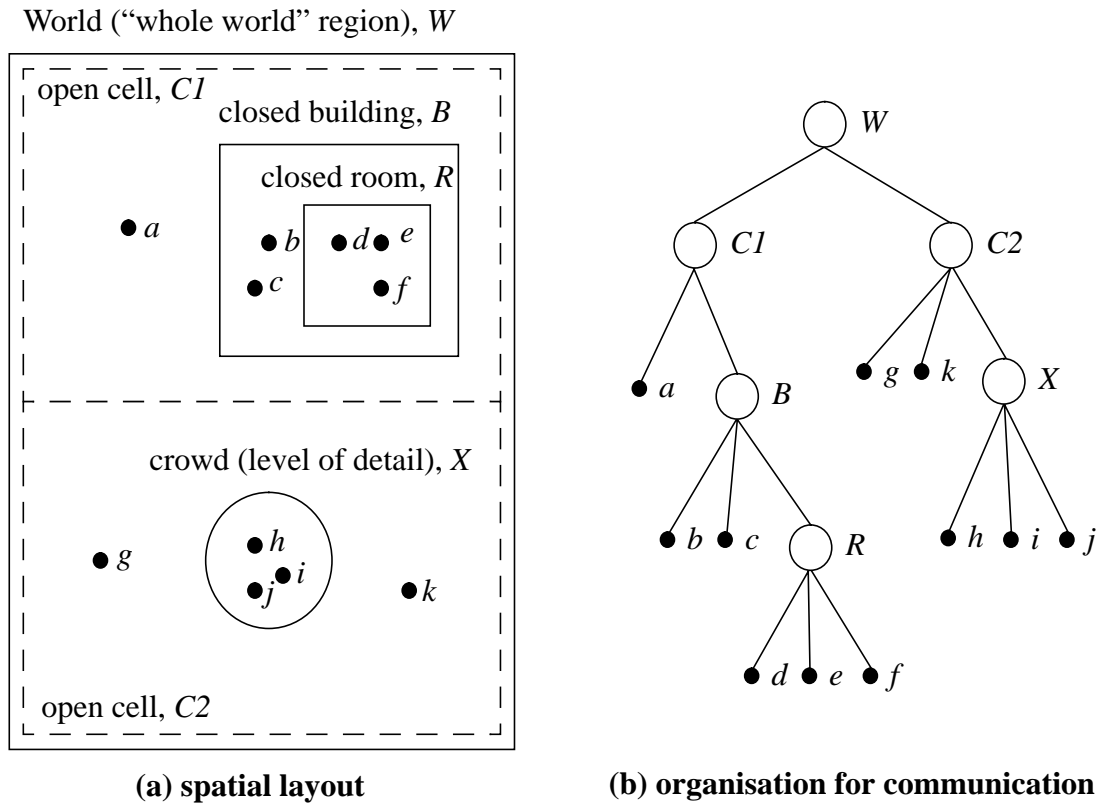 World (“whole world” region), W
open cell, C1
closed building, B
closed room, R
a
b
d
e
c
f
crowd (level of detail), X
g
h
i
j
k
open cell, C2
(a) spatial layout
W
C1
C2
a
B
g
k
X
b
c
R
h
i
j
d
e
f
(b) organisation for communication